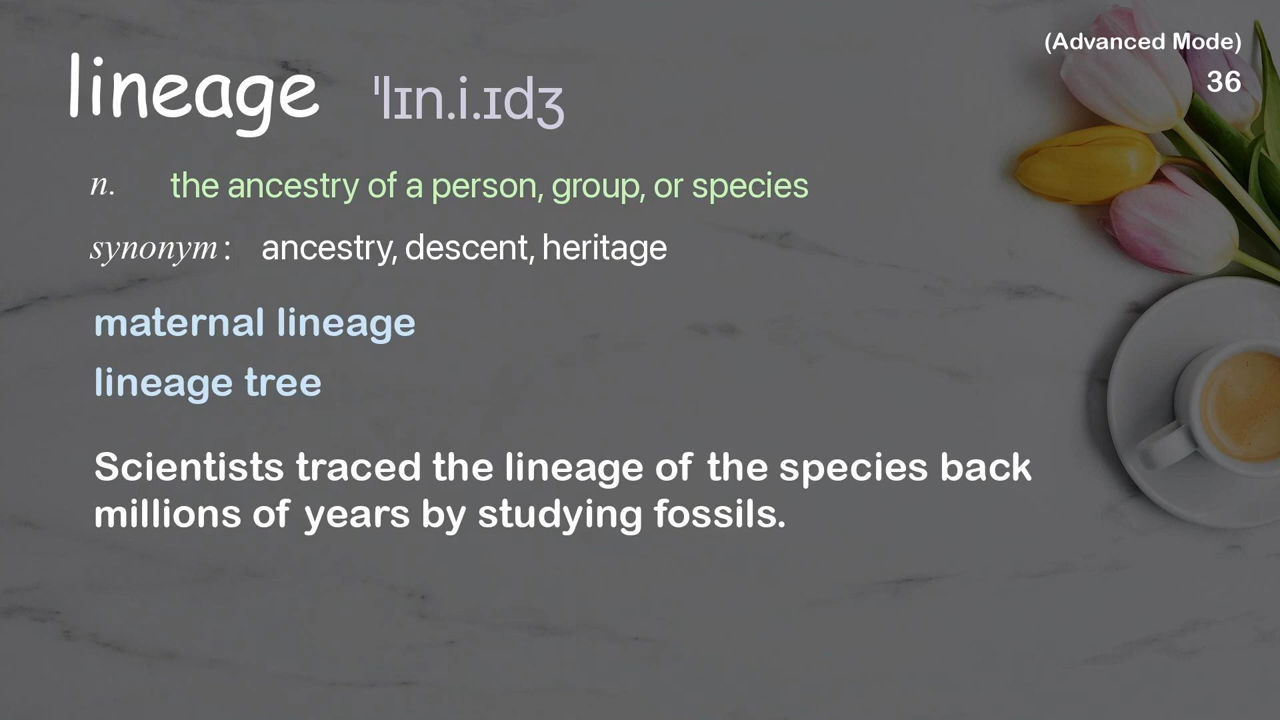 (Advanced Mode)
36
lineage ˈlɪn.i.ɪdʒ
n. the ancestry of a person, group, or species
synonym: ancestry, descent, heritage
maternal lineage
lineage tree
Scientists traced the lineage of the species back
millions of years by studying fossils.